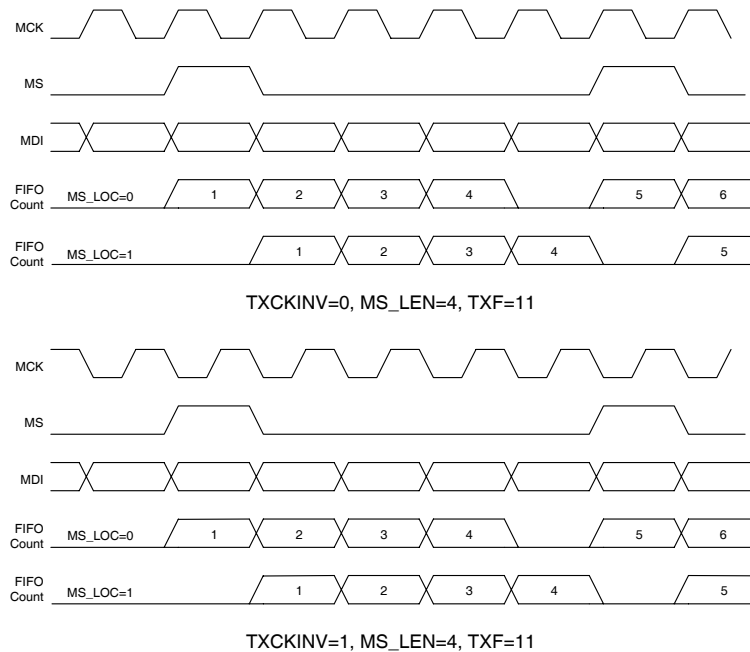 MCK
MS
MDI
FIFO
Count MS_LOC=0 1 2 3 4 5 6
FIFO
Count MS_LOC=1 1 2 3 4 5
TXCKINV=0, MS_LEN=4, TXF=11
MCK
MS
MDI
FIFO
Count MS_LOC=0 1 2 3 4 5 6
FIFO
Count MS_LOC=1 1 2 3 4 5
TXCKINV=1, MS_LEN=4, TXF=11